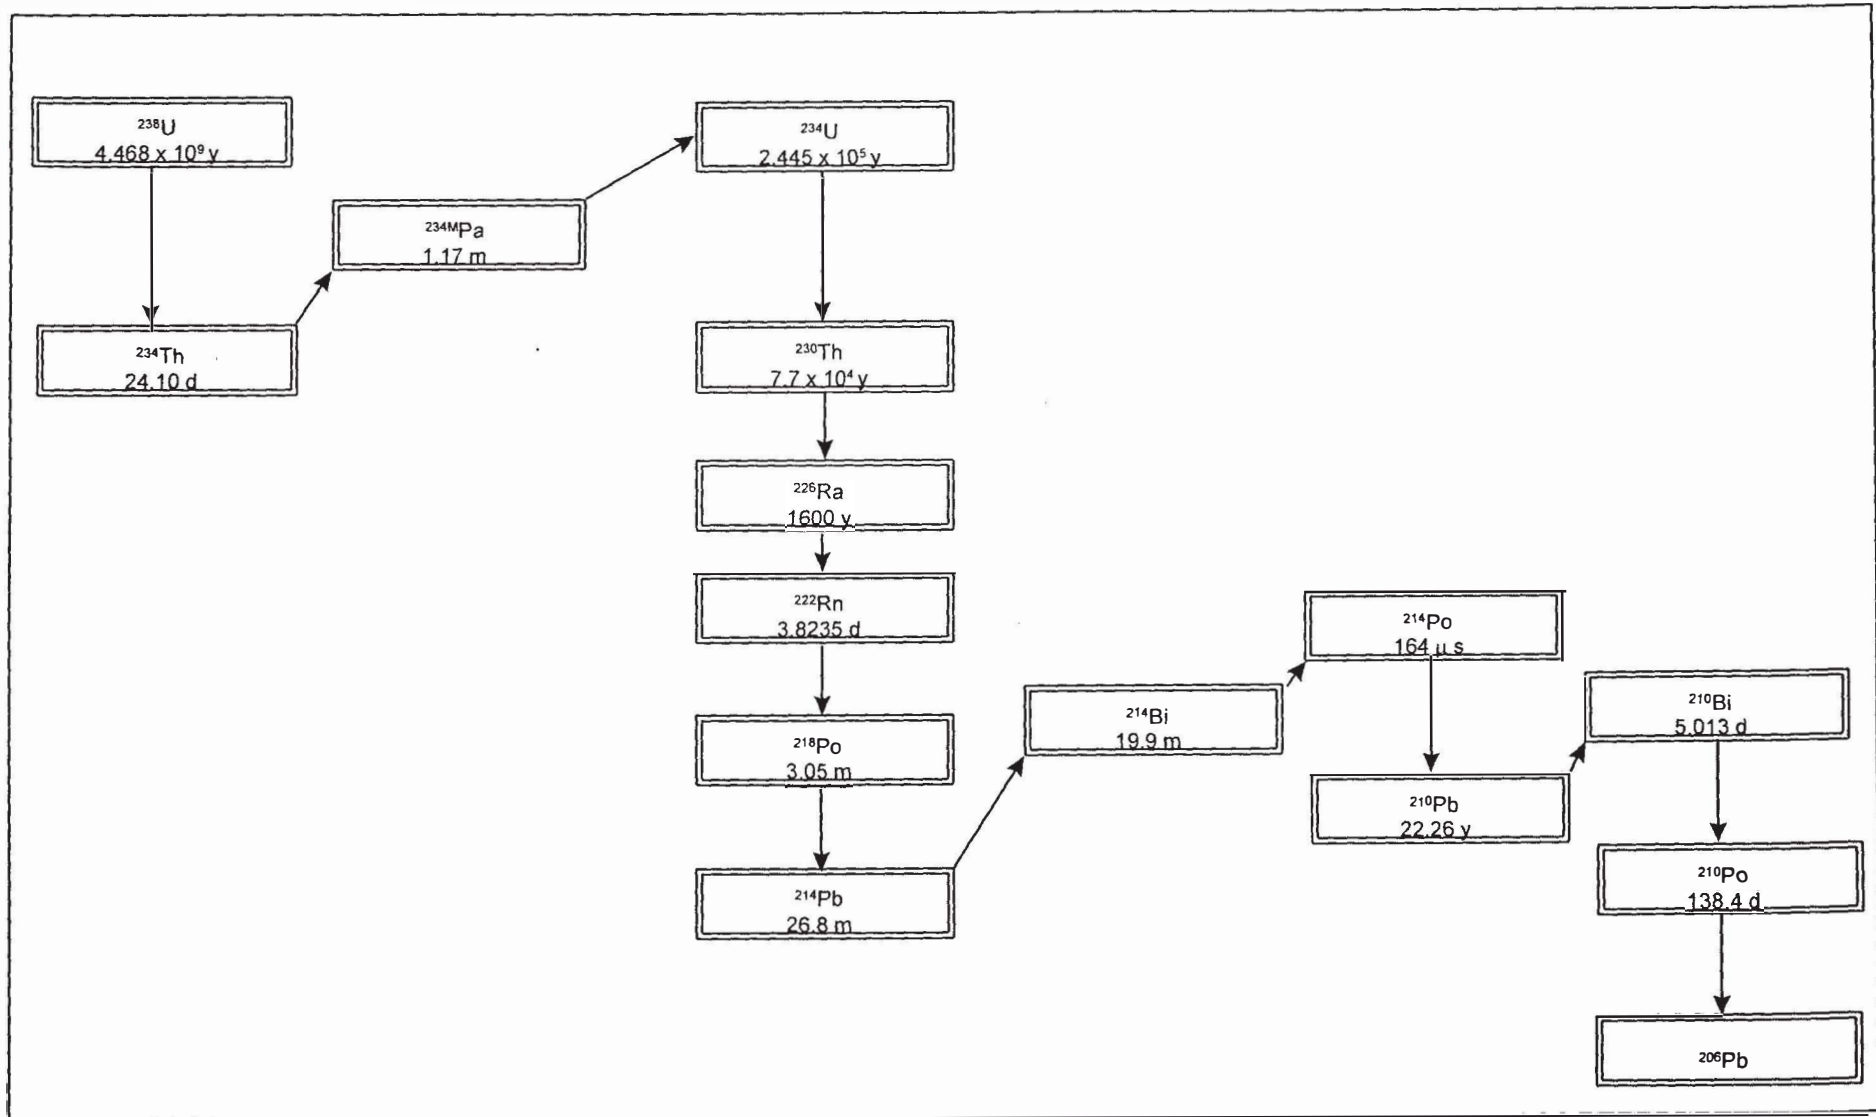 ²³⁸U
4.468 x 10⁹ y
²³⁴Th
24.10 d
²³⁴ᴹPa
1.17 m
²³⁴U
2.445 x 10⁵ y
²³⁰Th
7.7 x 10⁴ y
²²⁶Ra
1600 y
²²²Rn
3.8235 d
²¹⁸Po
3.05 m
²¹⁴Pb
26.8 m
²¹⁴Bi
19.9 m
²¹⁴Po
164 μ s
²¹⁰Pb
22.26 y
²¹⁰Bi
5.013 d
²¹⁰Po
138.4 d
²⁰⁶Pb